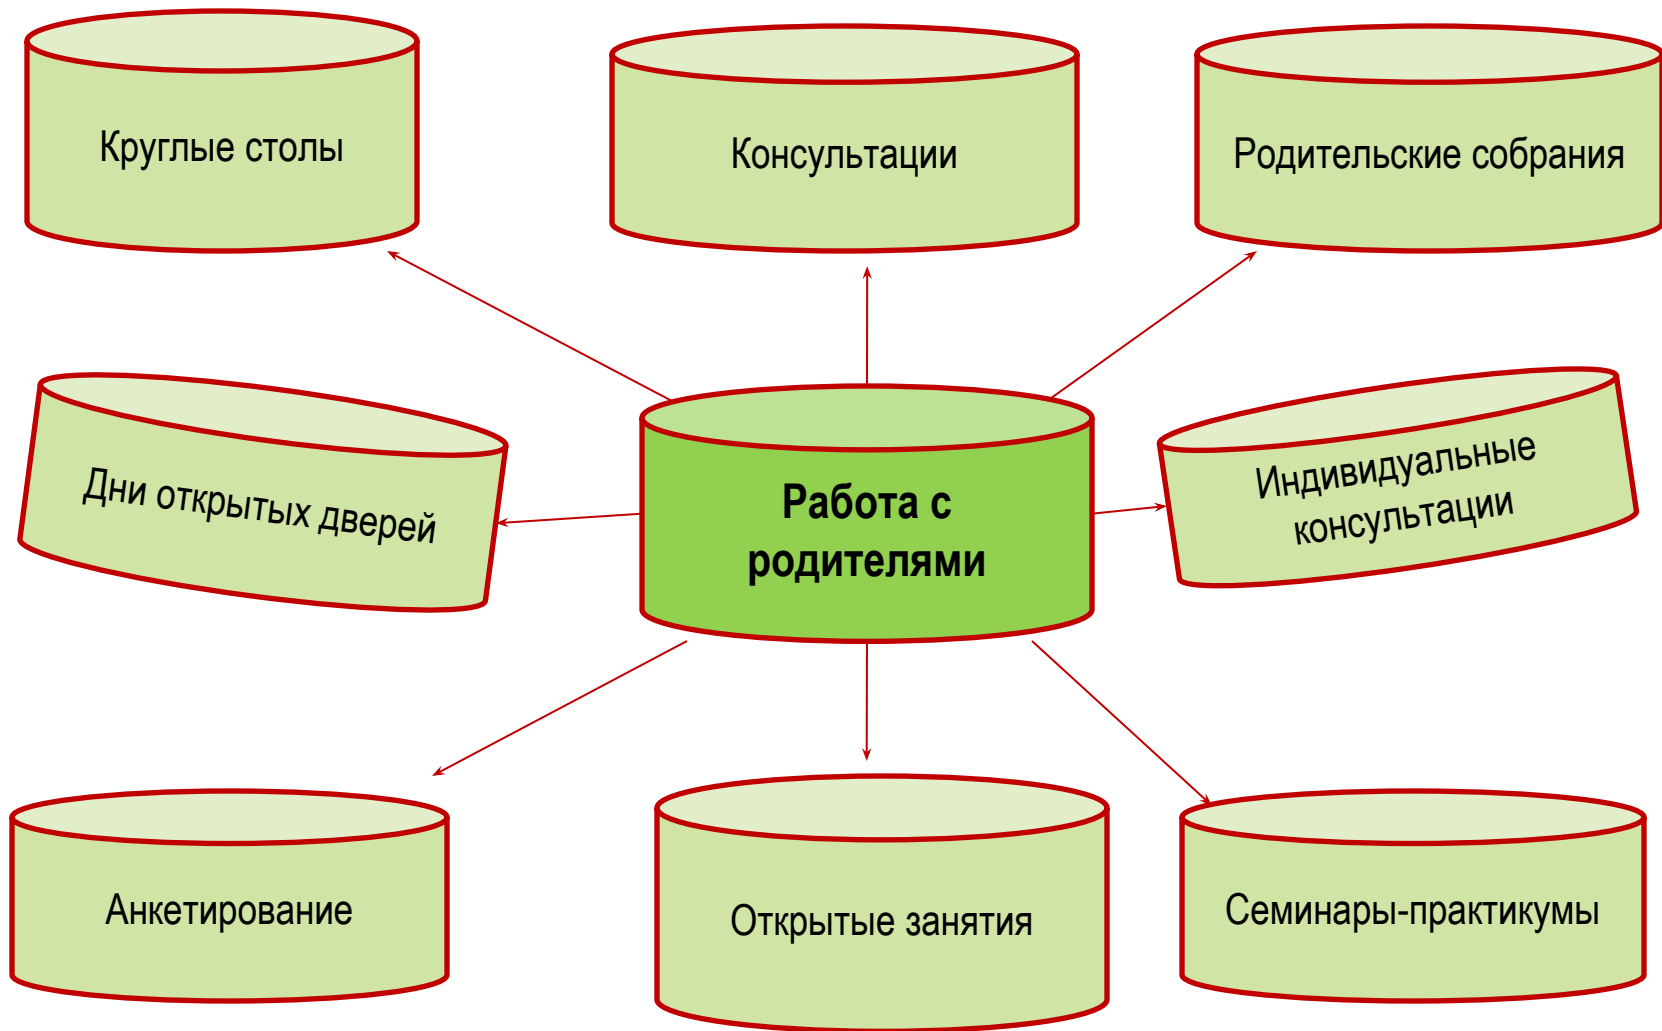 Круглые столы
Консультации
Родительские собрания
Дни открытых дверей
Работа с
родителями
Индивидуальные
консультации
Анкетирование
Открытые занятия
Семинары-практикумы